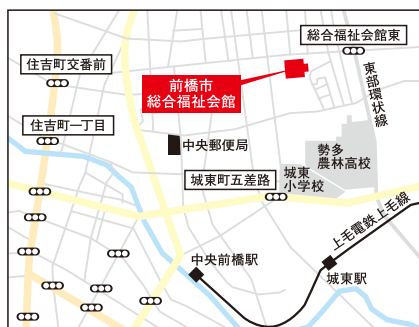 総合福祉会館東
住吉町交番前
前橋市
総合福祉会館
東部環状線
住吉町一丁目
中央郵便局
勢多
農林高校
城東
小学校
城東町五差路
上毛電鉄上毛線
中央前橋駅
城東駅